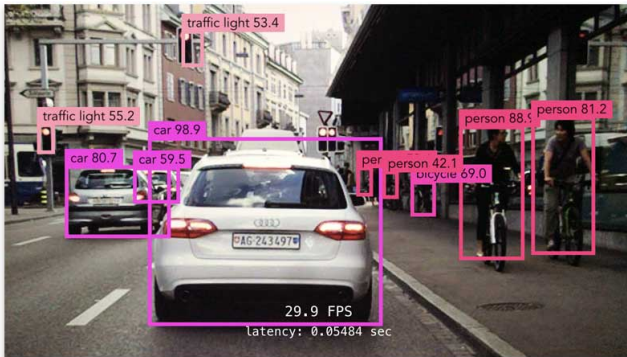 traffic light 53.4
traffic light 55.2
car 98.9
person 88.9
person 81.2
car 80.7
car 59.5
person 42.1
bicycle 69.0
AG·243497
29.9 FPS
latency: 0.05484 sec